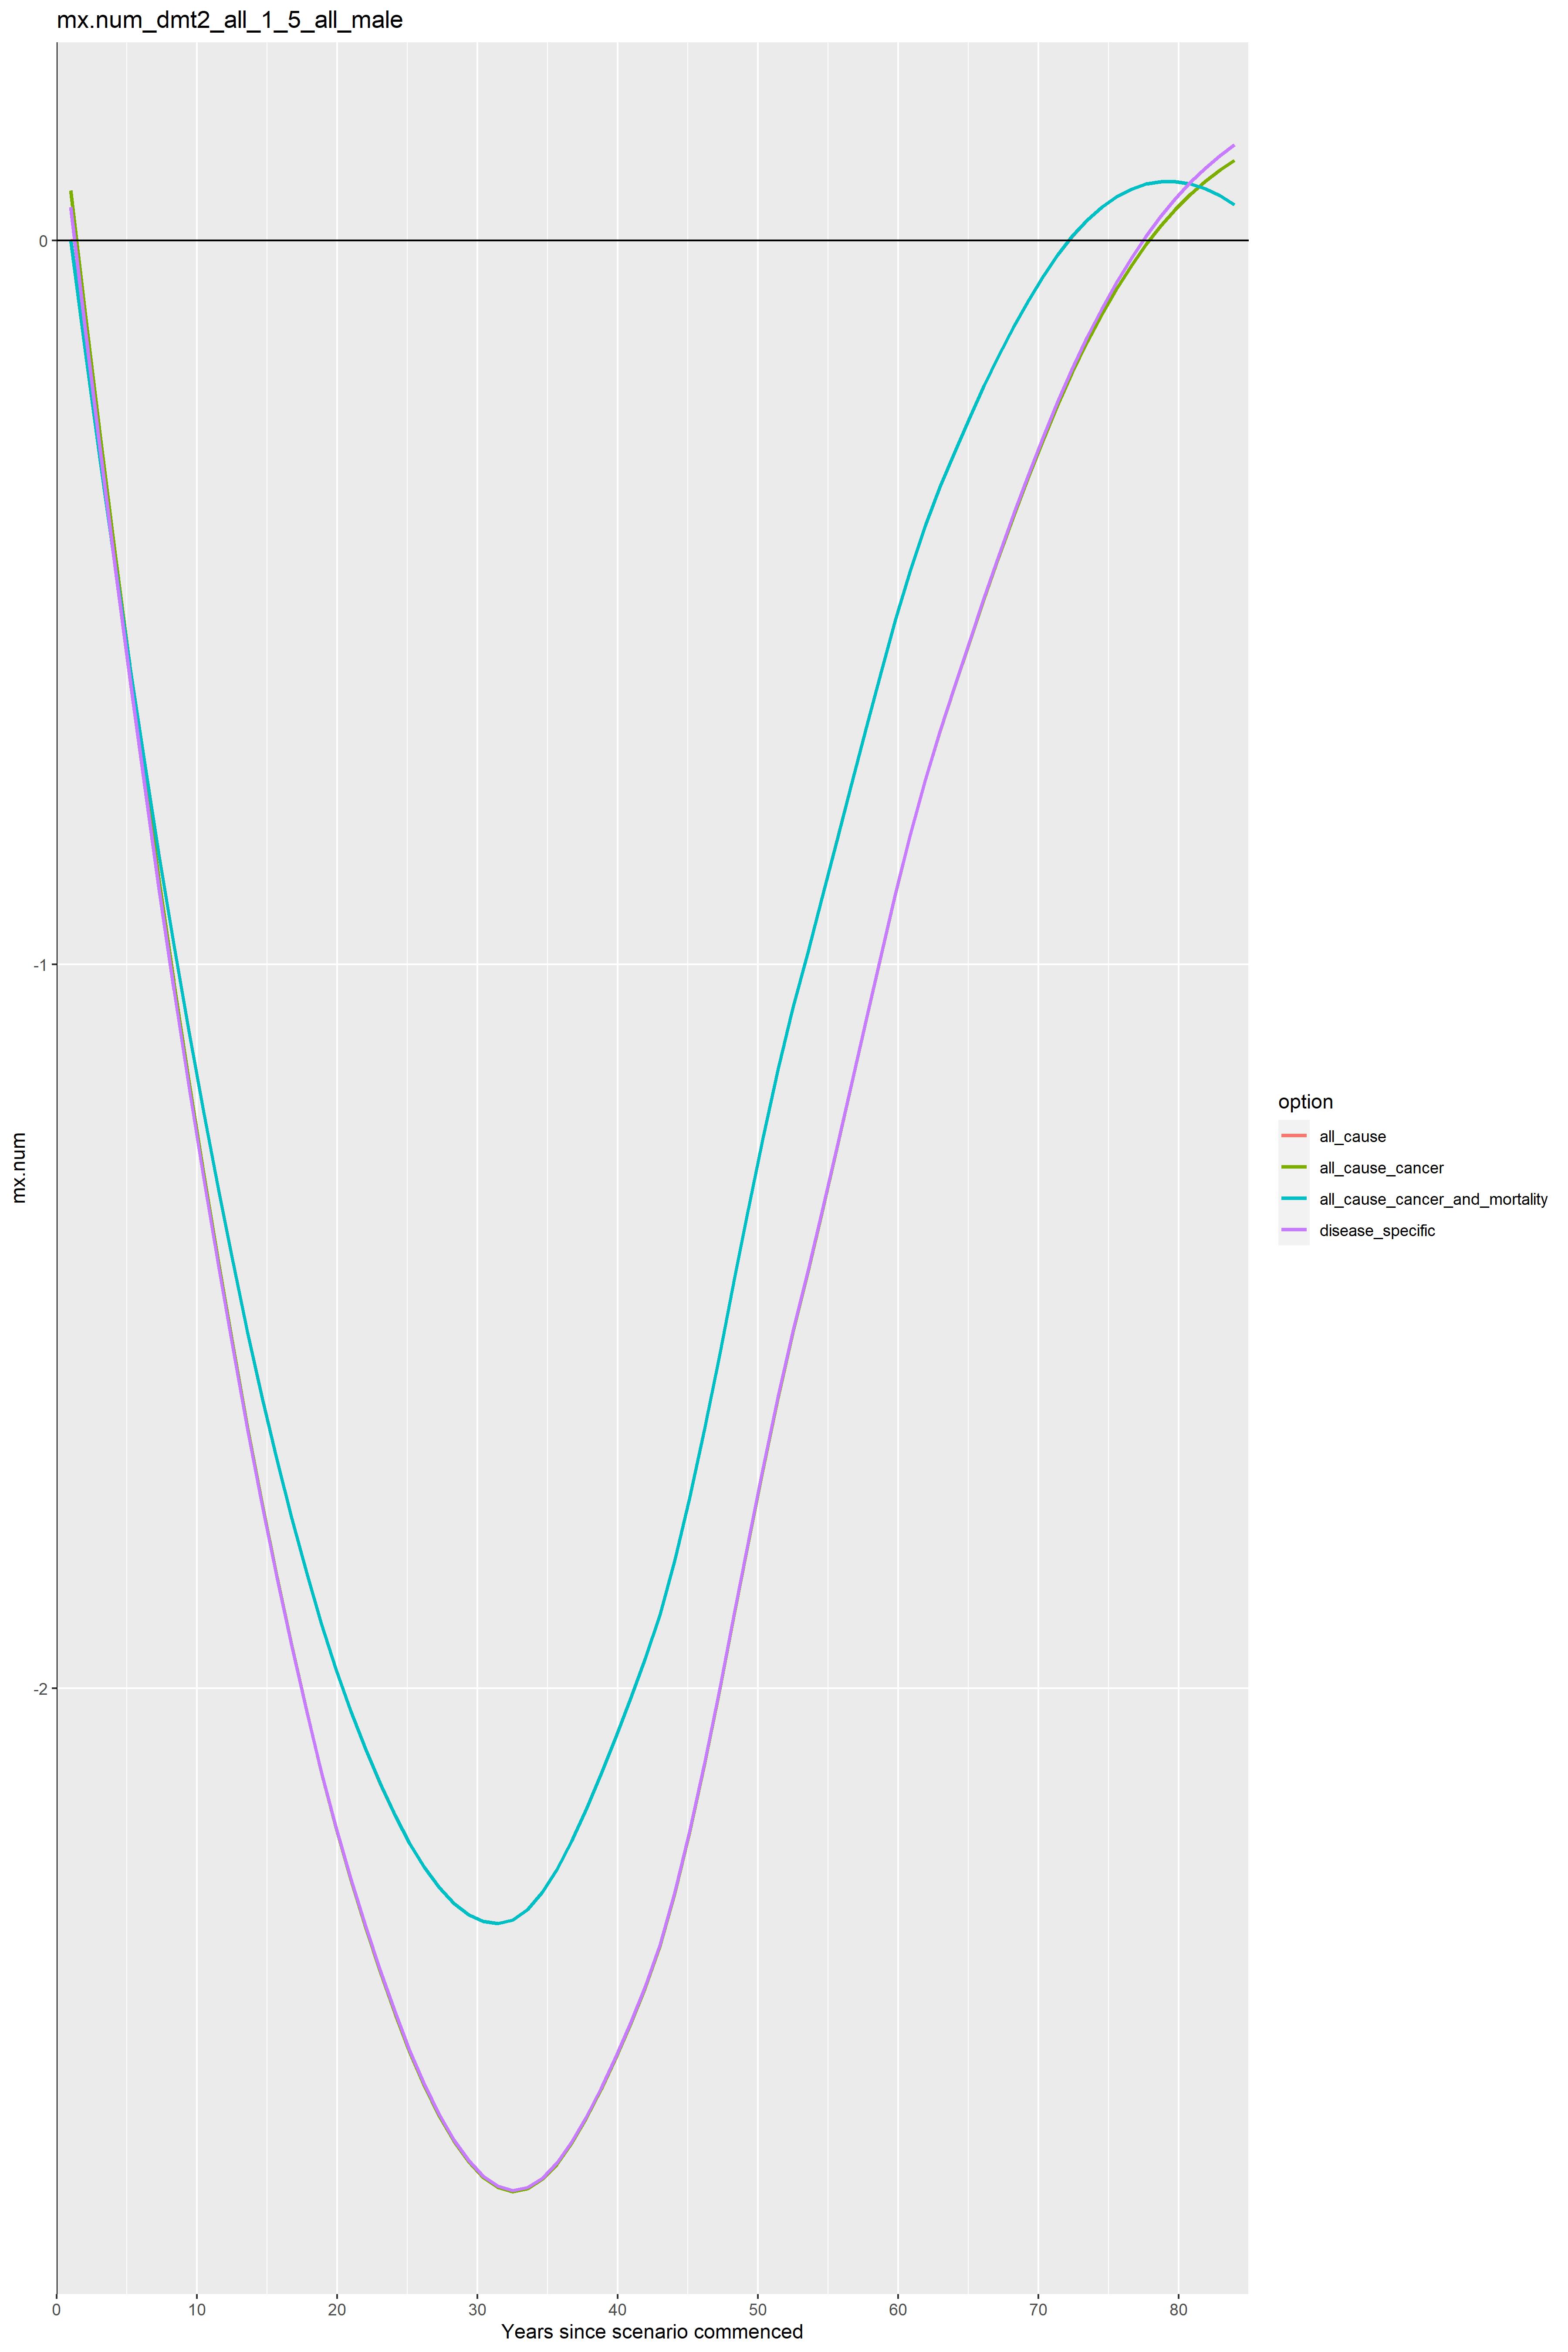 mx.num_dmt2_all_1_5_all_male
0
-1
-2
mx.num
0 10 20 30 40 50 60 70 80
Years since scenario commenced
option
all_cause
all_cause_cancer
all_cause_cancer_and_mortality
disease_specific